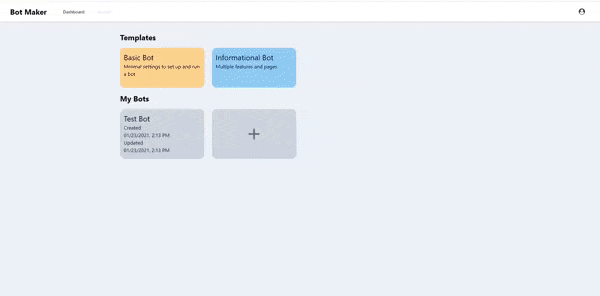 Bot Maker
Dashboard
Templates
Basic Bot
Minimal settings to set up and run
a bot
Informational Bot
Multiple features and pages
My Bots
Test Bot
Created
01/23/2021, 2:13 PM
Updated
01/23/2021, 2:13 PM